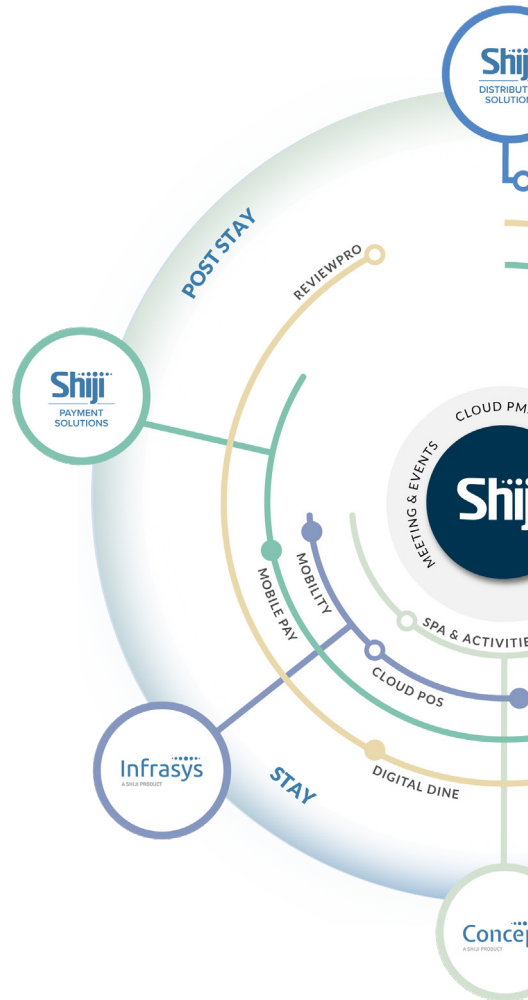 Shiji
DISTRIBUT
SOLUTION
POST STAY
REVIEWPRO
Shiji
PAYMENT
SOLUTIONS
CLOUD PM
MEETING & EVENTS
Shij
MOBILITY
MOBILE PAY
SPA & ACTIVITIE
CLOUD POS
Infrasys
A SHIJI PRODUCT
STAY
DIGITAL DINE
Concep
A SHIJI PRODUCT